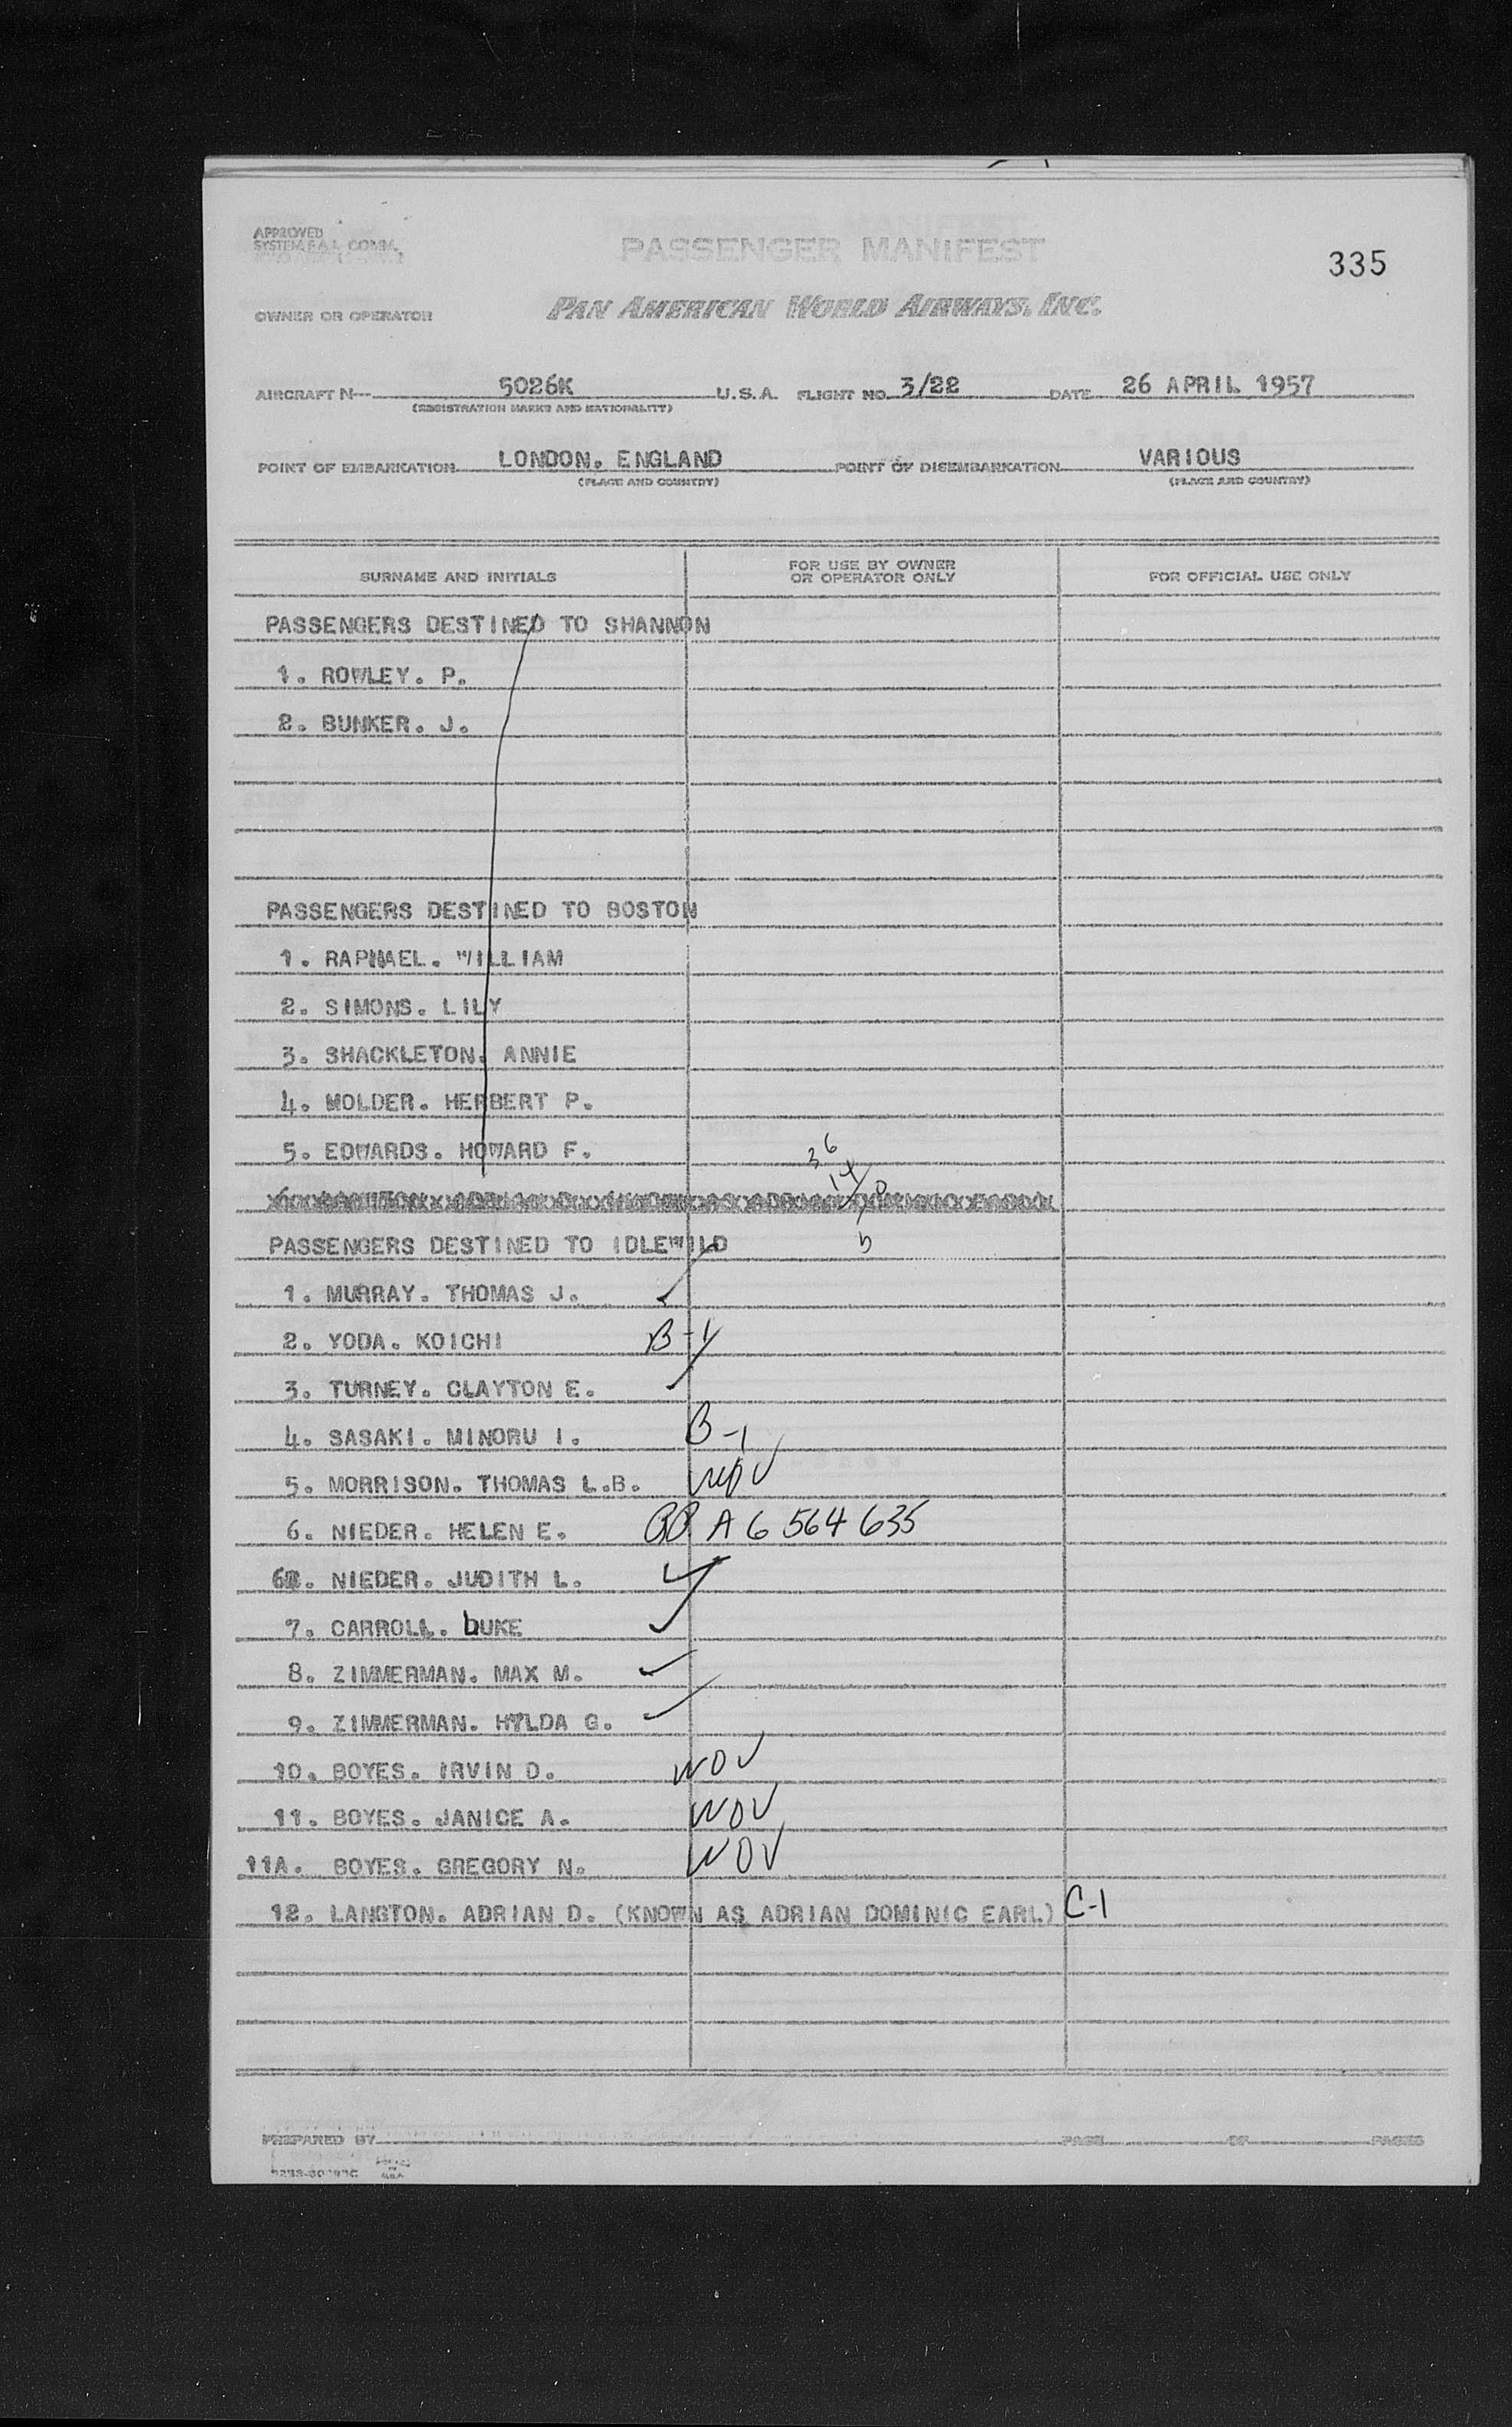 APPROVED
SYSTEM F.A.L. COMM.
PASSENGER MANIFEST
335
OWNER OR OPERATOR
PAN AMERICAN WORLD AIRWAYS, INC.
AIRCRAFT N 5026K U.S.A. FLIGHT NO. 3/22 DATE 26 APRIL 1957
(REGISTRATION MARKS AND NATIONALITY)
POINT OF EMBARKATION LONDON. ENGLAND POINT OF DISEMBARKATION VARIOUS
(PLACE AND COUNTRY) (PLACE AND COUNTRY)
SURNAME AND INITIALS FOR USE BY OWNER OR OPERATOR ONLY FOR OFFICIAL USE ONLY
PASSENGERS DESTINED TO SHANNON
1. ROWLEY. P.
2. BUNKER. J.
PASSENGERS DESTINED TO BOSTON
1. RAPHAEL. WILLIAM
2. SIMONS. LILY
3. SHACKLETON. ANNIE
4. MOLDER. HERBERT P.
5. EDWARDS. HOWARD F.
36
14
PASSENGERS DESTINED TO IDLEWILD
1. MURRAY. THOMAS J. ✓
2. YODA. KOICHI B-1
3. TURNEY. CLAYTON E. ✓
4. SASAKI. MINORU I. B-1
5. MORRISON. THOMAS L.B.
6. NIEDER. HELEN E. A6 564 635
NIEDER. JUDITH L. ✓
7. CARROLL. DUKE ✓
8. ZIMMERMAN. MAX M. ✓
9. ZIMMERMAN. HYLDA G. ✓
10. BOYES. IRVIN D. WOV
11. BOYES. JANICE A. WOV
11A. BOYES. GREGORY N. WOV
12. LANGTON. ADRIAN D. (KNOWN AS ADRIAN DOMINIC EARL) C-1
PREPARED BY PAGE OF PAGES